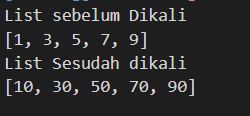 List sebelum Dikali
[1, 3, 5, 7, 9]
List Sesudah dikali
[10, 30, 50, 70, 90]